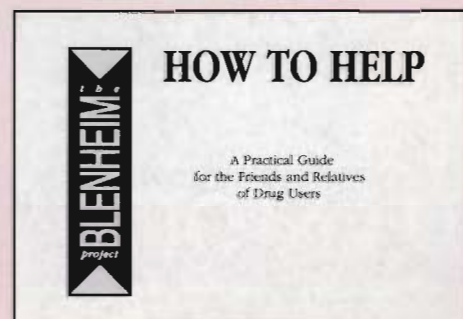 the
BLENHEIM
project
HOW TO HELP
A Practical Guide
for the Friends and Relatives
of Drug Users